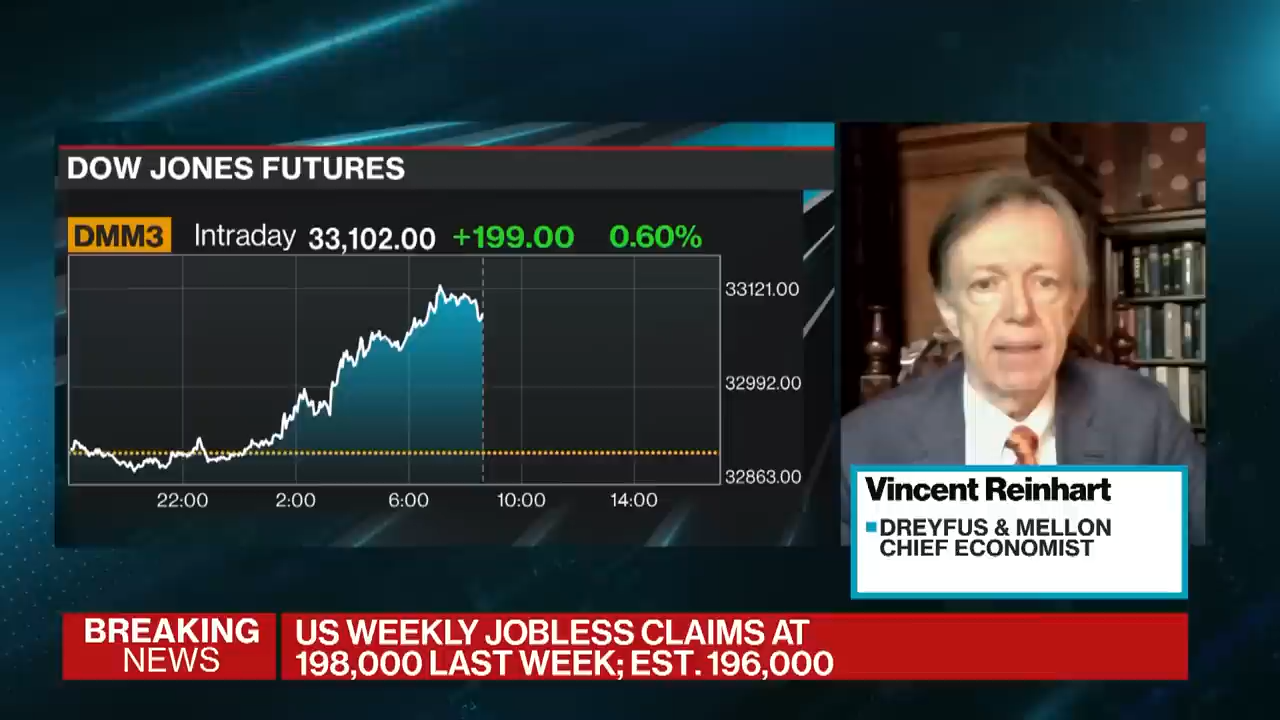 DOW JONES FUTURES
DMM3 Intraday 33,102.00 +199.00 0.60%
33121.00
32992.00
32863.00
22:00 2:00 6:00 10:00 14:00
Vincent Reinhart
DREYFUS & MELLON
CHIEF ECONOMIST
BREAKING
NEWS
US WEEKLY JOBLESS CLAIMS AT
198,000 LAST WEEK; EST. 196,000